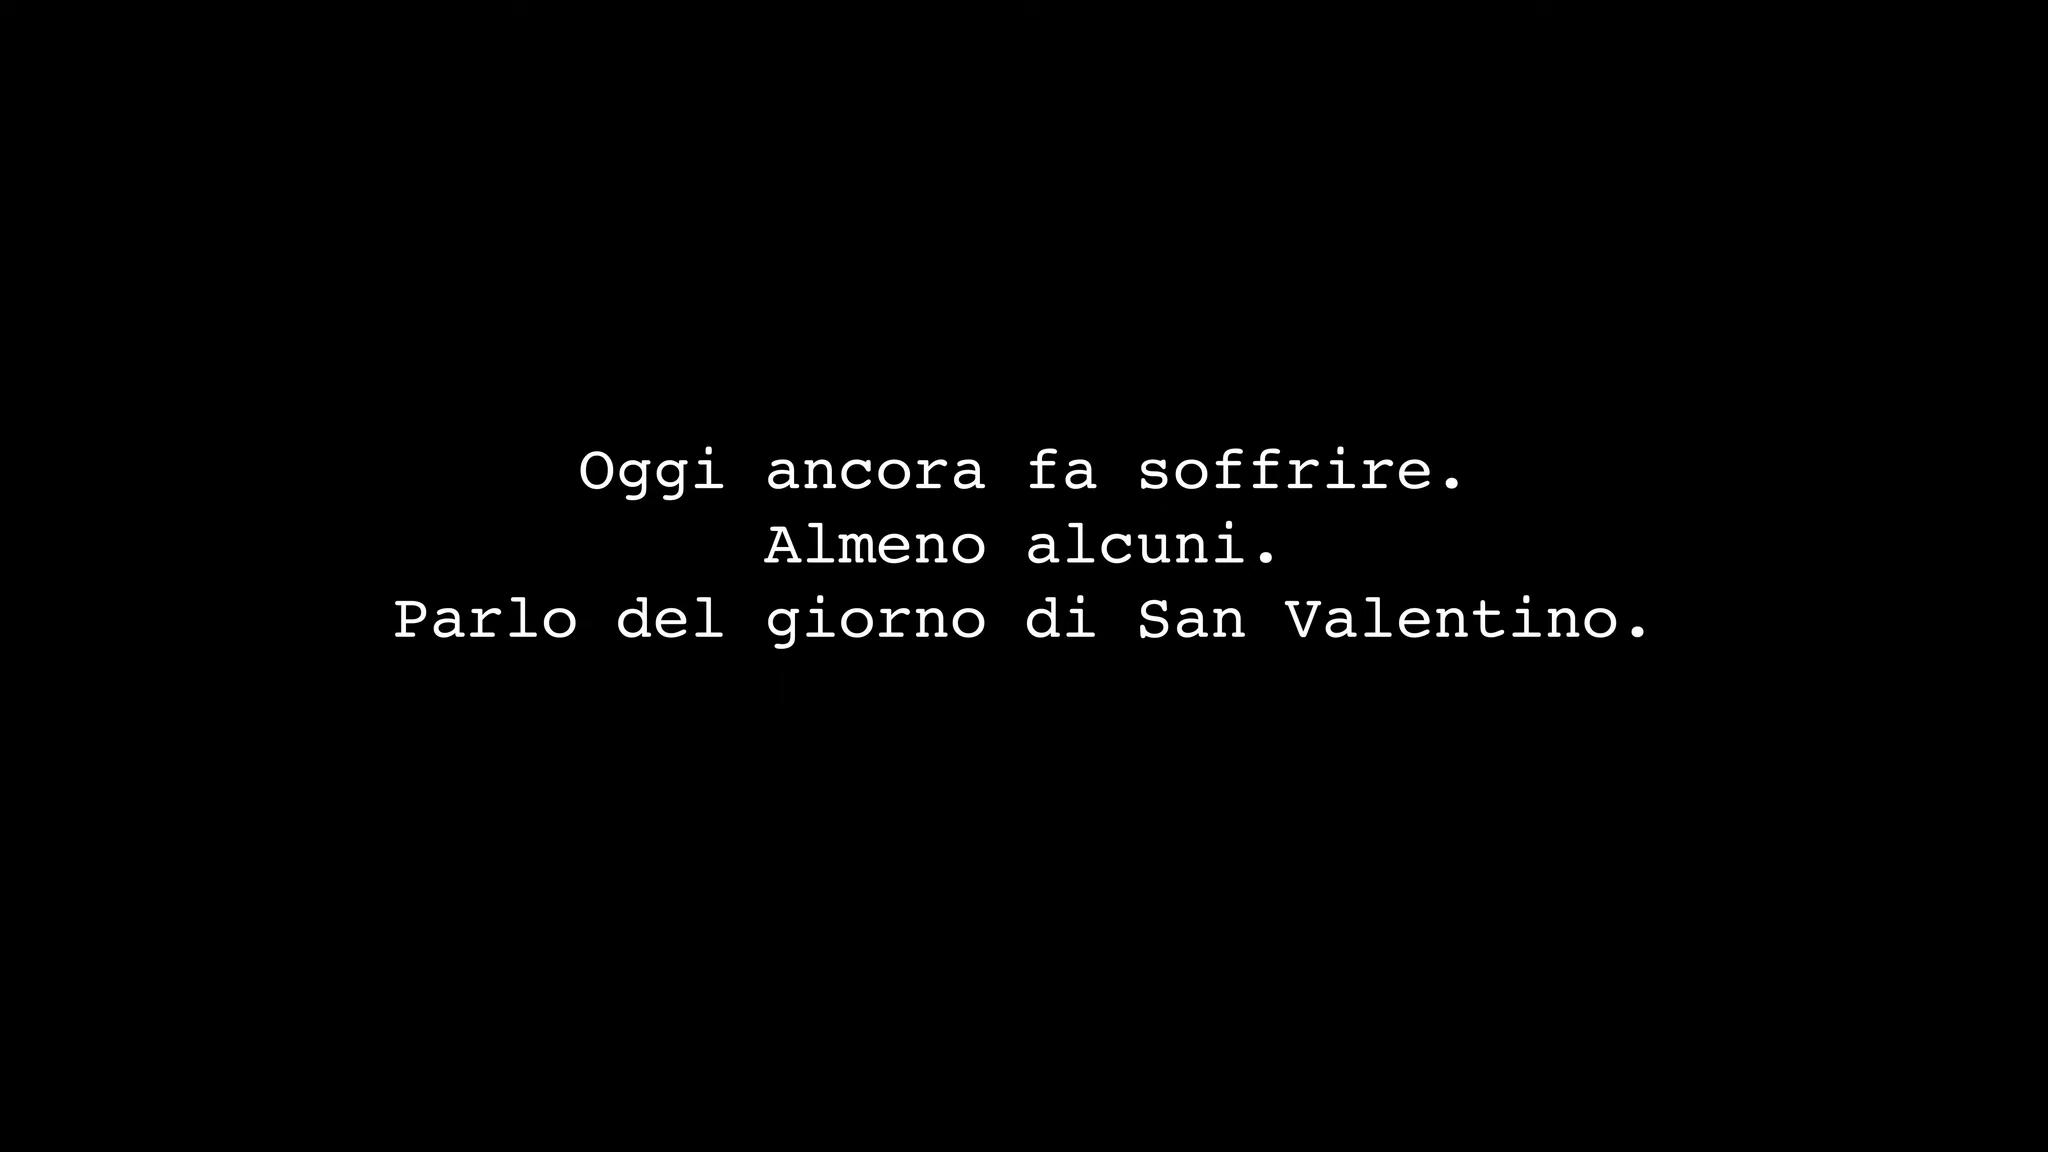 Oggi ancora fa soffrire.
Almeno alcuni.
Parlo del giorno di San Valentino.